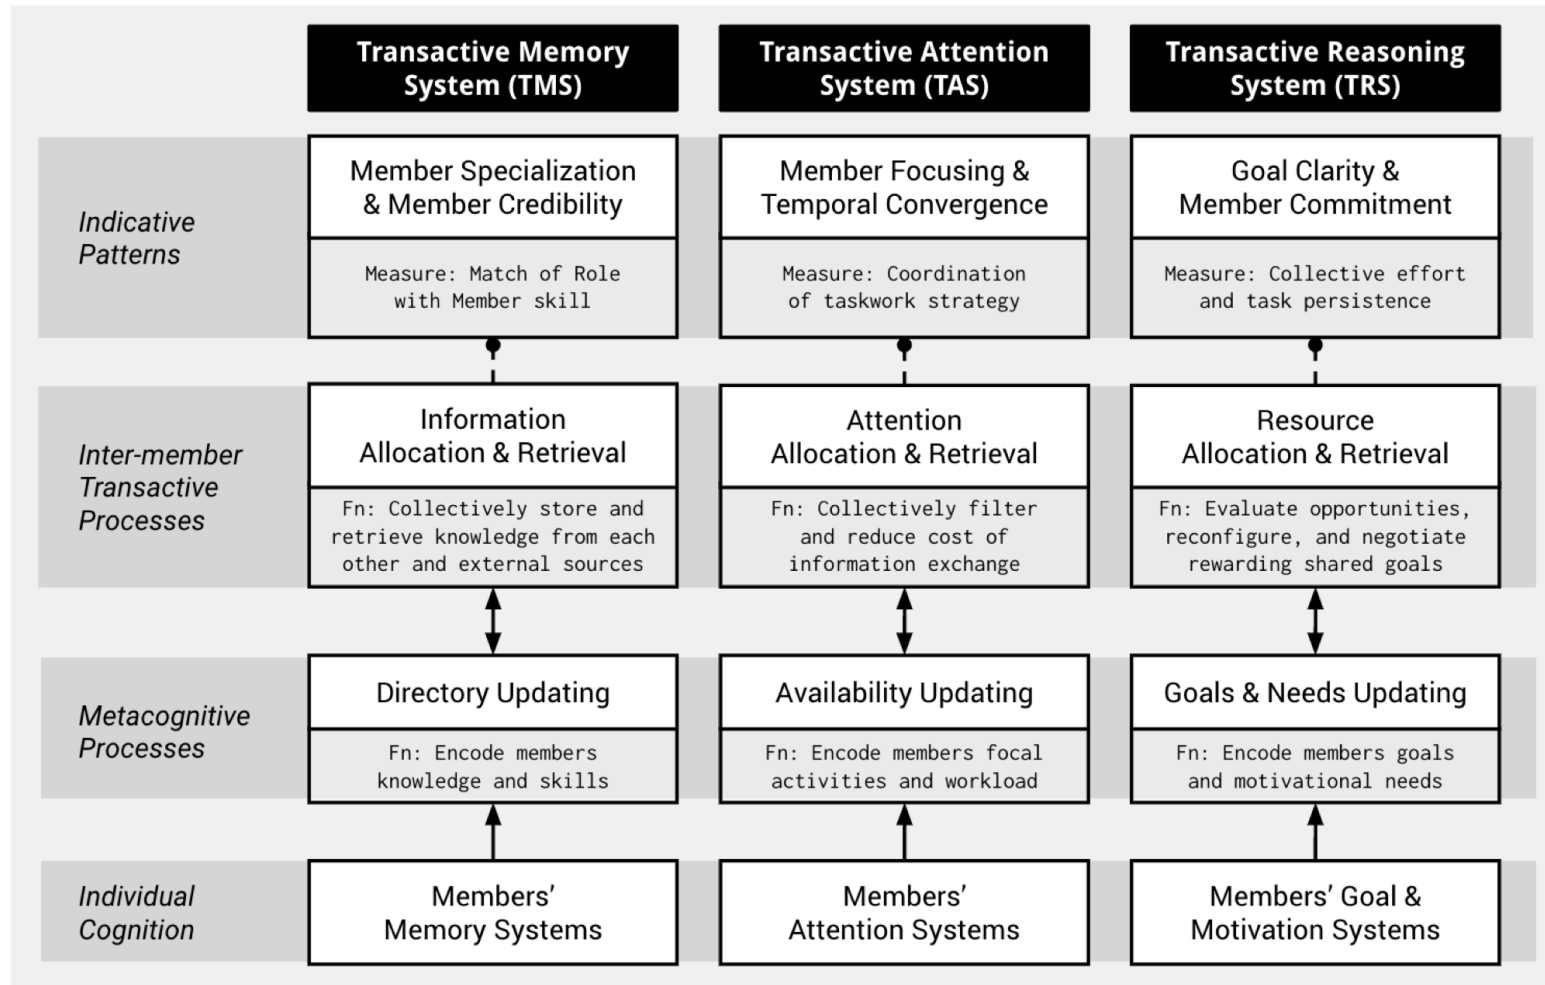 Transactive Memory
System (TMS)
Transactive Attention
System (TAS)
Transactive Reasoning
System (TRS)
Indicative
Patterns
Member Specialization
& Member Credibility
Measure: Match of Role
with Member skill
Member Focusing &
Temporal Convergence
Measure: Coordination
of taskwork strategy
Goal Clarity &
Member Commitment
Measure: Collective effort
and task persistence
Inter-member
Transactive
Processes
Information
Allocation & Retrieval
Fn: Collectively store and
retrieve knowledge from each
other and external sources
Attention
Allocation & Retrieval
Fn: Collectively filter
and reduce cost of
information exchange
Resource
Allocation & Retrieval
Fn: Evaluate opportunities,
reconfigure, and negotiate
rewarding shared goals
Metacognitive
Processes
Directory Updating
Fn: Encode members
knowledge and skills
Availability Updating
Fn: Encode members focal
activities and workload
Goals & Needs Updating
Fn: Encode members goals
and motivational needs
Individual
Cognition
Members’
Memory Systems
Members’
Attention Systems
Members’ Goal &
Motivation Systems